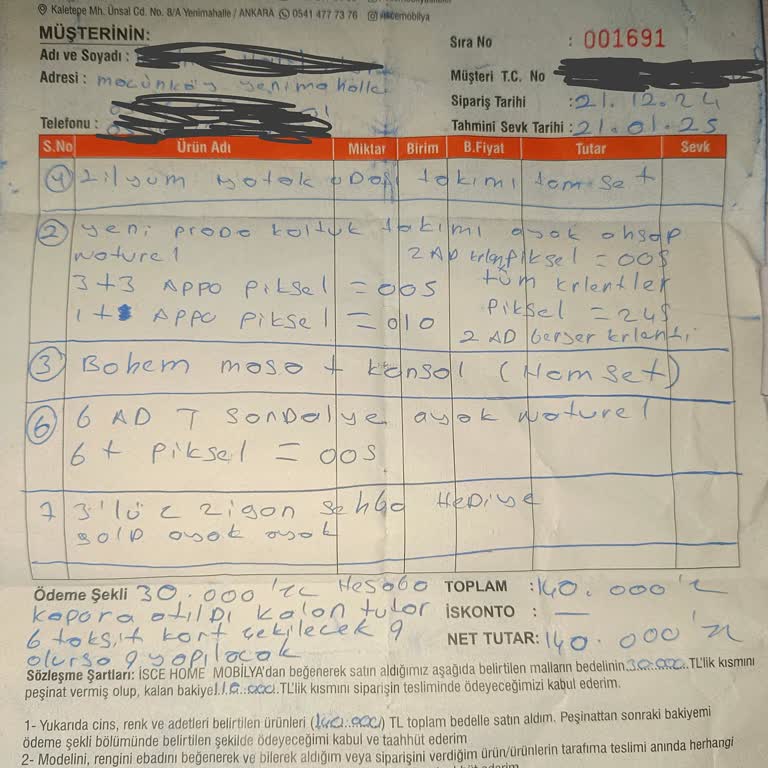 Kaletepe Mh. Ünsal Cd. No. 8/A Yenimahalle / ANKARA 0541 477 73 76 iscemobilya
MÜŞTERİNİN:
Sıra No : 001691
Adı ve Soyadı :
Adresi : macunköy yenimahalle
Müşteri T.C. No
Sipariş Tarihi : 21.12.24
Telefonu :
Tahmini Sevk Tarihi : 21.01.25
S.No Ürün Adı Miktar Birim B.Fiyat Tutar Sevk
yatak odası takımı tam set
2 yeni prada koltuk takımı ayak ahşap
naturel 2 AD krlent piksel = 005
3+3 APPO piksel = 005 tüm krlentler
1+ APPO piksel = 010 piksel = 245
2 AD berjer krlenti
3 Bohem masa + konsol (Ham set)
6 6 AD T sandalye ayak naturel
6 + piksel = 005
7 3'lü zigon sehba Hediye
gold ayak ayak
Ödeme Şekli 30.000 TL Hesaba TOPLAM : 140.000 TL
kapora atıldı kalan tutar İSKONTO : —
6 taksit kart çekilecek 9 NET TUTAR: 140.000 TL
olursa 9 yapılacak
Sözleşme Şartları: İSCE HOME MOBİLYA'dan beğenerek satın aldığımız aşağıda belirtilen malların bedelinin 30.000 TL'lik kısmını
peşinat vermiş olup, kalan bakiye 110.000 TL'lik kısmını siparişin tesliminde ödeyeceğimizi kabul ederim.
1- Yukarıda cins, renk ve adetleri belirtilen ürünleri (140.000) TL toplam bedelle satın aldım. Peşinattan sonraki bakiyemi
ödeme şekli bölümünde belirtilen şekilde ödeyeceğimi kabul ve taahhüt ederim
2- Modelini, rengini ebadını beğenerek ve bilerek aldığım veya siparişini verdiğim ürün/ürünlerin tarafıma teslimi anında herhangi